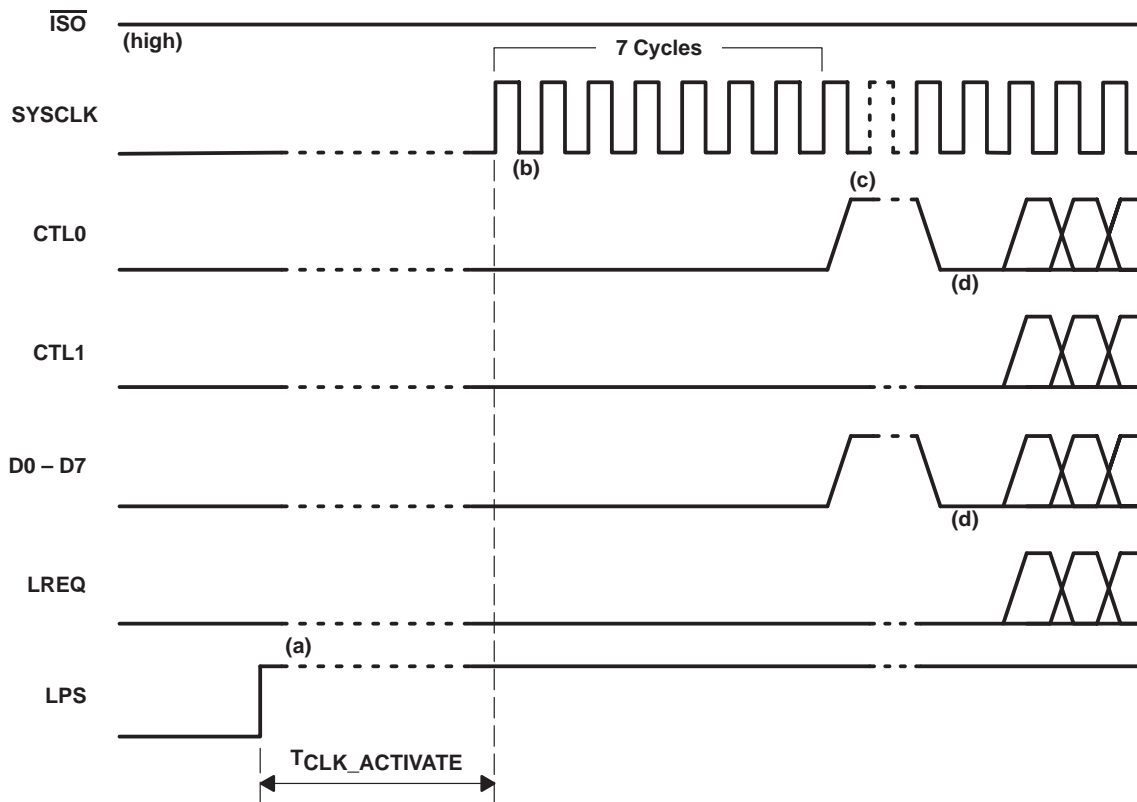 ISO
(high)
7 Cycles
SYSCLK
(b)
(c)
CTL0
(d)
CTL1
D0 – D7
(d)
LREQ
(a)
LPS
TCLK_ACTIVATE